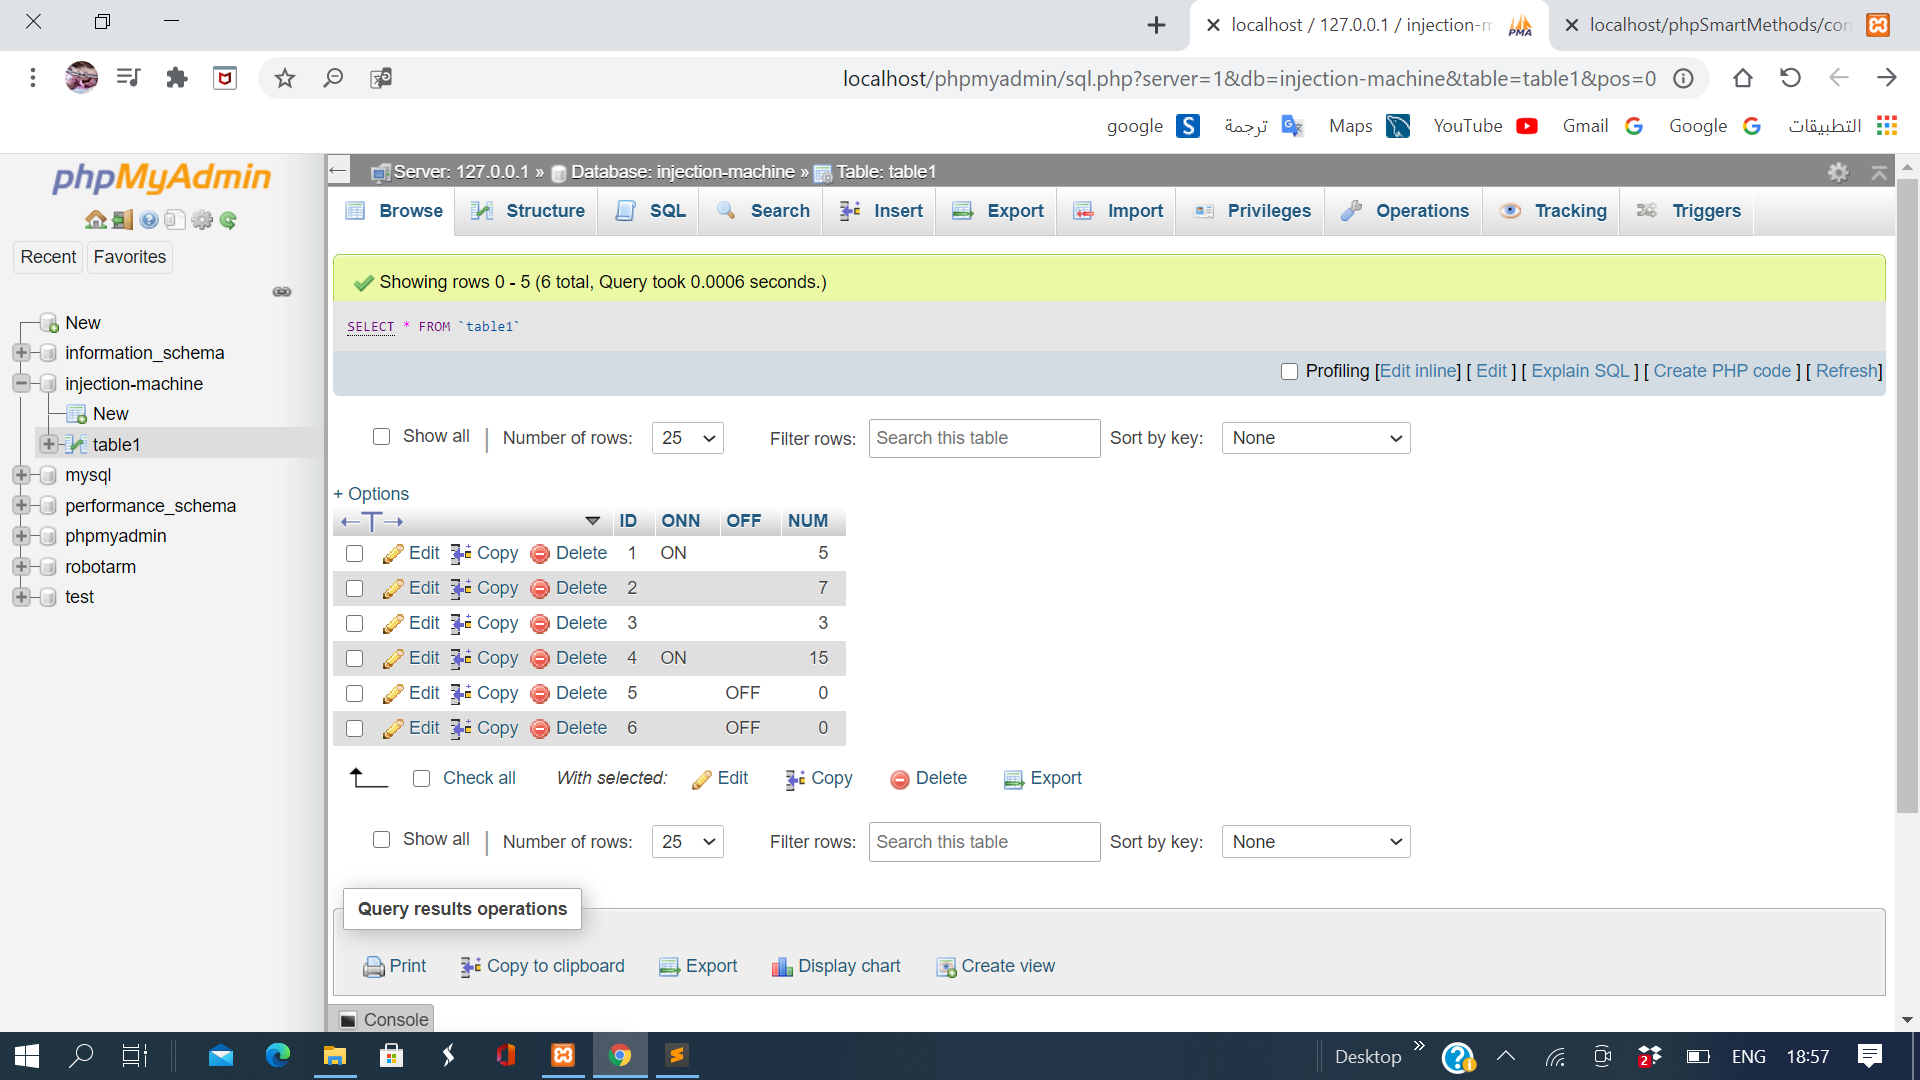 localhost / 127.0.0.1 / injection-m
localhost/phpSmartMethods/con
localhost/phpmyadmin/sql.php?server=1&db=injection-machine&table=table1&pos=0
google
ترجمة
Maps
YouTube
Gmail
Google
التطبيقات
phpMyAdmin
Recent
Favorites
New
information_schema
injection-machine
New
table1
mysql
performance_schema
phpmyadmin
robotarm
test
Server: 127.0.0.1 » Database: injection-machine » Table: table1
Browse Structure SQL Search Insert Export Import Privileges Operations Tracking Triggers
Showing rows 0 - 5 (6 total, Query took 0.0006 seconds.)
SELECT * FROM `table1`
Profiling [Edit inline] [ Edit ] [ Explain SQL ] [ Create PHP code ] [ Refresh]
Show all | Number of rows: 25 Filter rows: Search this table Sort by key: None
+ Options
←T→ ID ONN OFF NUM
Edit Copy Delete 1 ON 5
Edit Copy Delete 2 7
Edit Copy Delete 3 3
Edit Copy Delete 4 ON 15
Edit Copy Delete 5 OFF 0
Edit Copy Delete 6 OFF 0
Check all With selected: Edit Copy Delete Export
Show all | Number of rows: 25 Filter rows: Search this table Sort by key: None
Query results operations
Print Copy to clipboard Export Display chart Create view
Console
Desktop » ENG 18:57